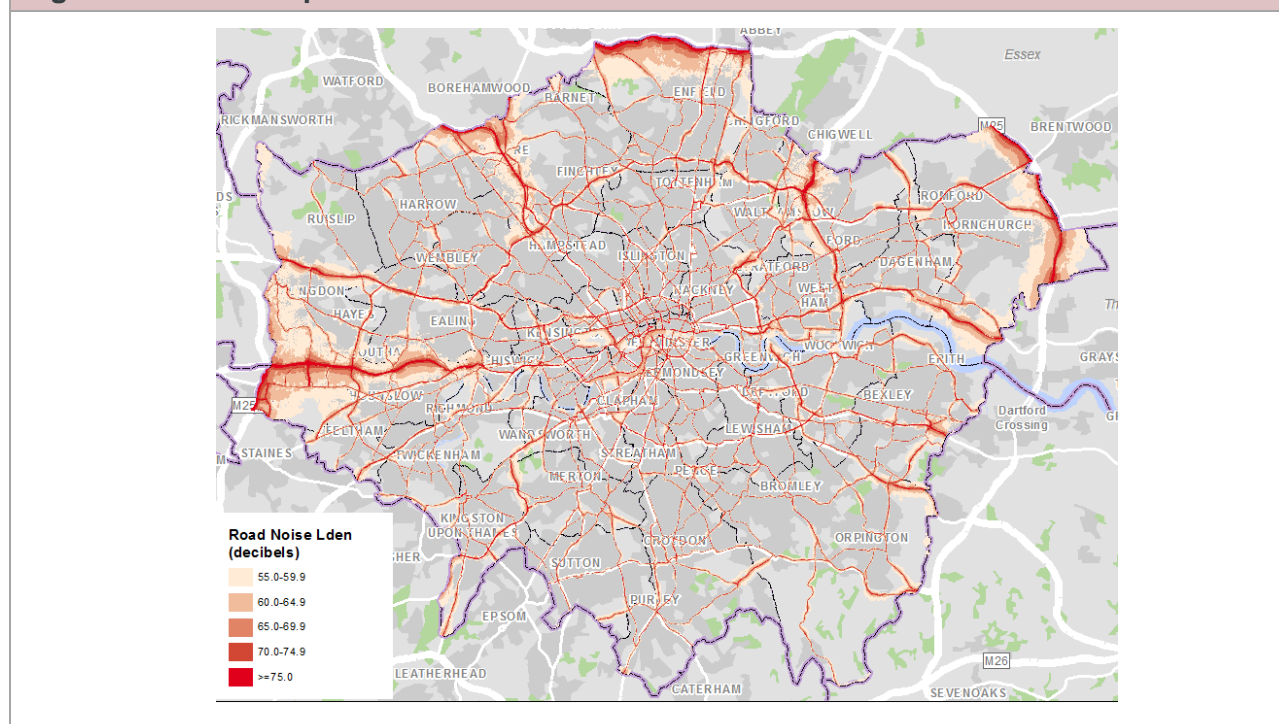 ABBEY
Essex
WATFORD
BOREHAMWOOD
BARNET
ENFIELD
RICKMANSWORTH
CHIGWELL
M25
BRENTWOOD
FINCHLEY
TOTTENHAM
ROMFORD
HARROW
WALTHAMSTOW
RUISLIP
HORNCHURCH
HAMPSTEAD
ISLINGTON
WEMBLEY
DAGENHAM
HACKNEY
WEST
HAM
HAYES
EALING
WOOLWICH
GREENWICH
ERITH
GRAYS
BERMONDSEY
M25
RICHMOND
CLAPHAM
BEXLEY
Dartford
Crossing
FELTHAM
WANDSWORTH
LEWISHAM
STAINES
TWICKENHAM
STREATHAM
MERTON
PENGE
BROMLEY
KINGSTON
UPON THAMES
Road Noise Lden
(decibels)
55.0-59.9
60.0-64.9
65.0-69.9
70.0-74.9
>=75.0
SHER
CROYDON
ORPINGTON
SUTTON
PURLEY
EPSOM
LEATHERHEAD
CATERHAM
M26
SEVENOAKS